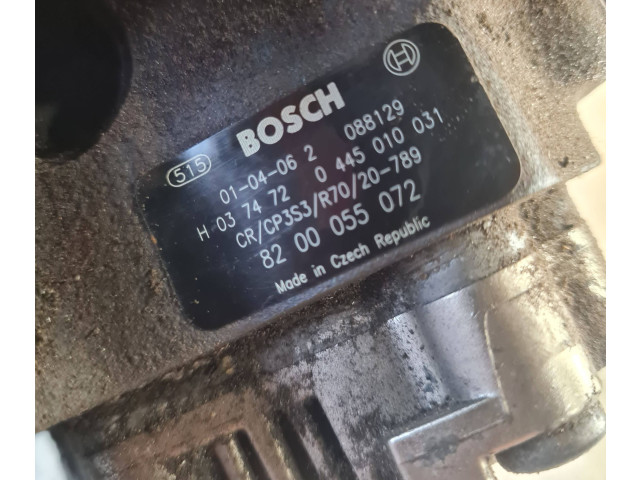 BOSCH
515 01-04-06 2 088129
H 03 74 72 0 445 010 031
CR/CP3S3/R70/20-789
82 00 055 072
Made in Czech Republic